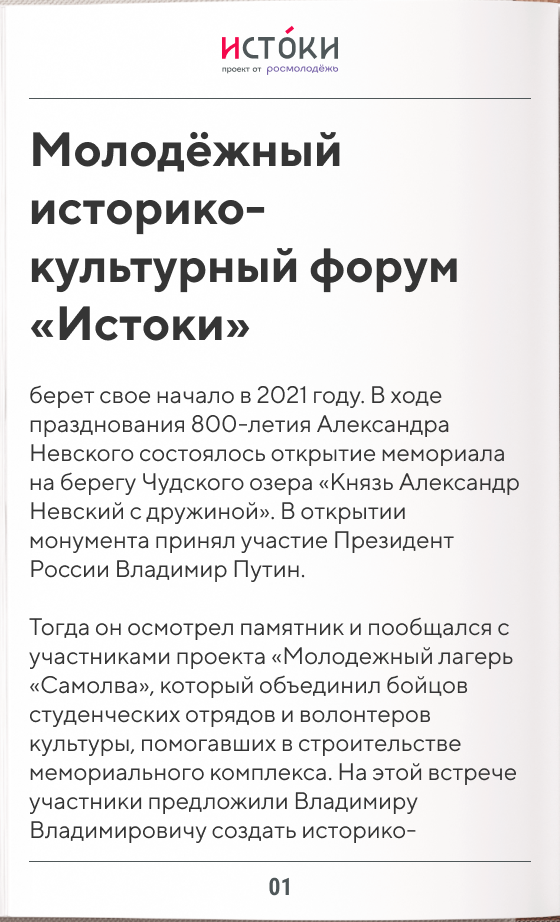 ИСТО́КИ
проект от росмолодёжь
Молодёжный
историко-
культурный форум
«Истоки»
берет свое начало в 2021 году. В ходе
празднования 800-летия Александра
Невского состоялось открытие мемориала
на берегу Чудского озера «Князь Александр
Невский с дружиной». В открытии
монумента принял участие Президент
России Владимир Путин.
Тогда он осмотрел памятник и пообщался с
участниками проекта «Молодежный лагерь
«Самолва», который объединил бойцов
студенческих отрядов и волонтеров
культуры, помогавших в строительстве
мемориального комплекса. На этой встрече
участники предложили Владимиру
Владимировичу создать историко-
01